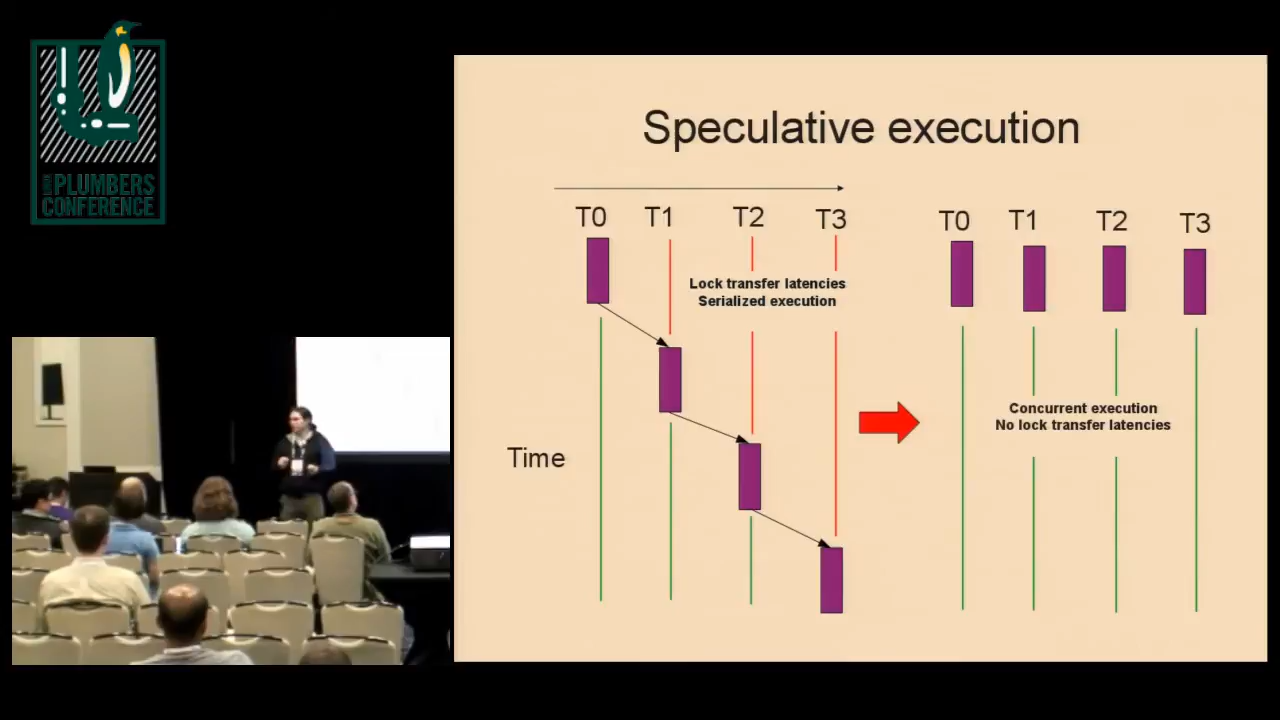 LINUX PLUMBERS
CONFERENCE
Speculative execution
T0 T1 T2 T3
Lock transfer latencies
Serialized execution
Time
T0 T1 T2 T3
Concurrent execution
No lock transfer latencies